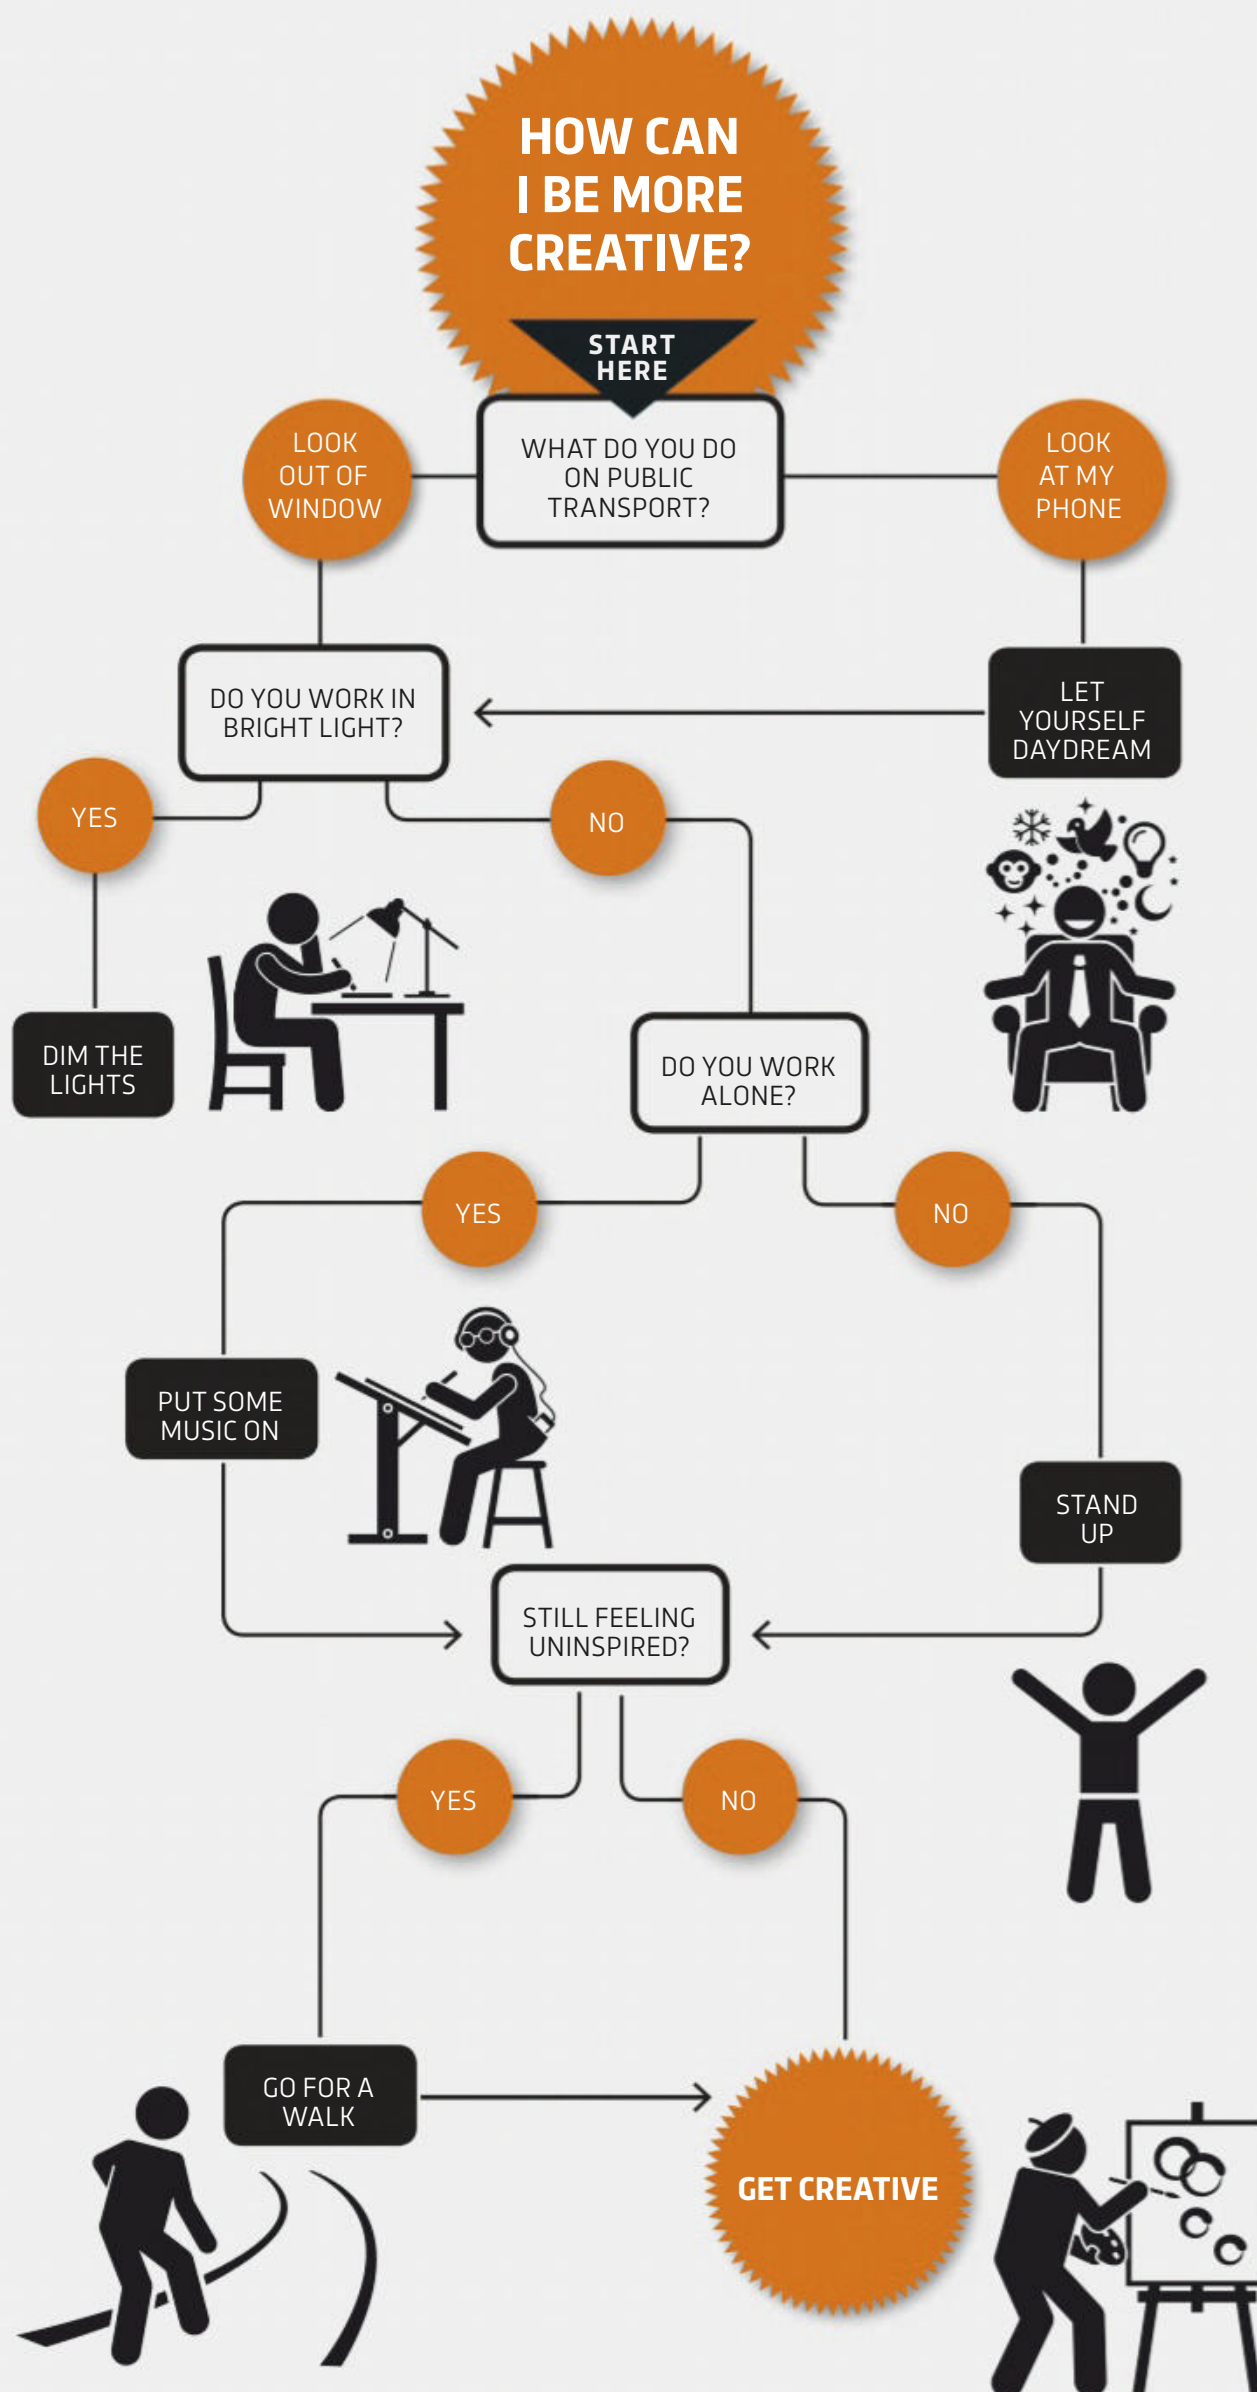 HOW CAN
I BE MORE
CREATIVE?
START
HERE
LOOK
OUT OF
WINDOW
WHAT DO YOU DO
ON PUBLIC
TRANSPORT?
LOOK
AT MY
PHONE
DO YOU WORK IN
BRIGHT LIGHT?
LET
YOURSELF
DAYDREAM
YES
NO
DIM THE
LIGHTS
DO YOU WORK
ALONE?
YES
NO
PUT SOME
MUSIC ON
STAND
UP
STILL FEELING
UNINSPIRED?
YES
NO
GO FOR A
WALK
GET CREATIVE